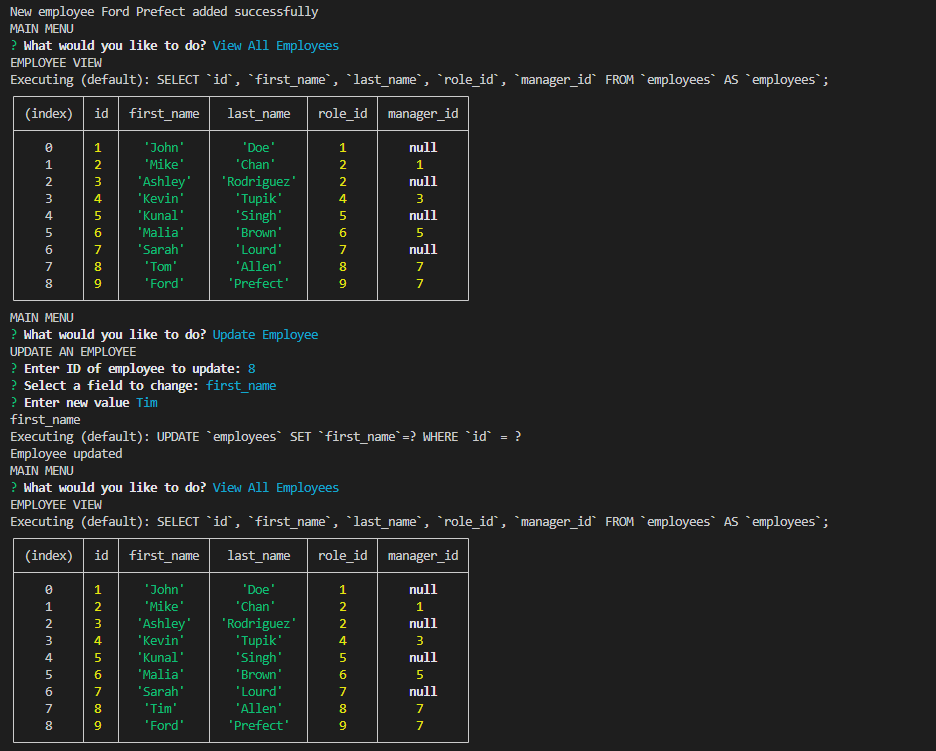 New employee Ford Prefect added successfully
MAIN MENU
? What would you like to do? View All Employees
EMPLOYEE VIEW
Executing (default): SELECT `id`, `first_name`, `last_name`, `role_id`, `manager_id` FROM `employees` AS `employees`;
(index) id first_name last_name role_id manager_id
0 1 'John' 'Doe' 1 null
1 2 'Mike' 'Chan' 2 1
2 3 'Ashley' 'Rodriguez' 2 null
3 4 'Kevin' 'Tupik' 4 3
4 5 'Kunal' 'Singh' 5 null
5 6 'Malia' 'Brown' 6 5
6 7 'Sarah' 'Lourd' 7 null
7 8 'Tom' 'Allen' 8 7
8 9 'Ford' 'Prefect' 9 7
MAIN MENU
? What would you like to do? Update Employee
UPDATE AN EMPLOYEE
? Enter ID of employee to update: 8
? Select a field to change: first_name
? Enter new value Tim
first_name
Executing (default): UPDATE `employees` SET `first_name`=? WHERE `id` = ?
Employee updated
MAIN MENU
? What would you like to do? View All Employees
EMPLOYEE VIEW
Executing (default): SELECT `id`, `first_name`, `last_name`, `role_id`, `manager_id` FROM `employees` AS `employees`;
(index) id first_name last_name role_id manager_id
0 1 'John' 'Doe' 1 null
1 2 'Mike' 'Chan' 2 1
2 3 'Ashley' 'Rodriguez' 2 null
3 4 'Kevin' 'Tupik' 4 3
4 5 'Kunal' 'Singh' 5 null
5 6 'Malia' 'Brown' 6 5
6 7 'Sarah' 'Lourd' 7 null
7 8 'Tim' 'Allen' 8 7
8 9 'Ford' 'Prefect' 9 7